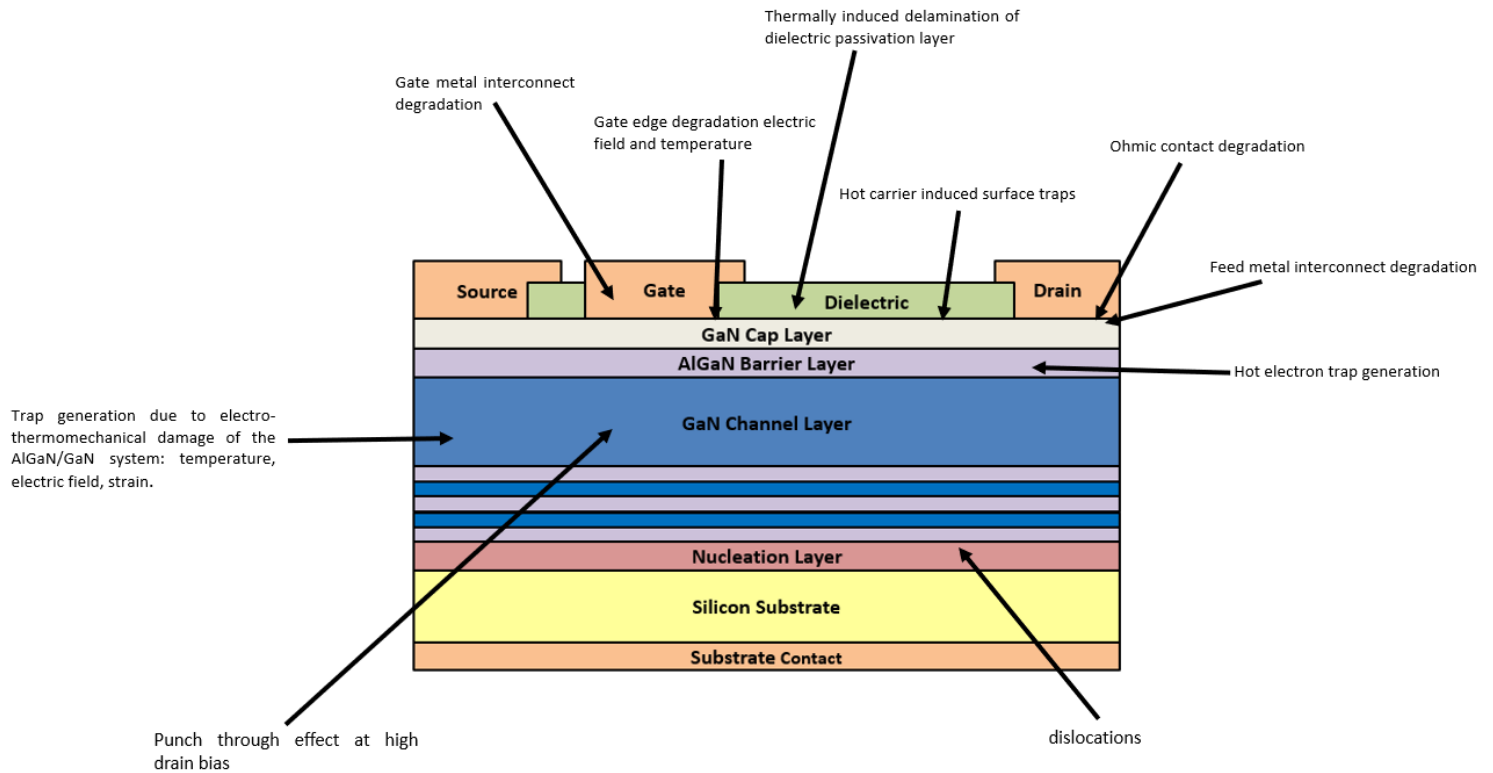 Thermally induced delamination of
dielectric passivation layer
Gate metal interconnect
degradation
Gate edge degradation electric
field and temperature
Ohmic contact degradation
Hot carrier induced surface traps
Feed metal interconnect degradation
Source
Gate
Dielectric
Drain
GaN Cap Layer
AlGaN Barrier Layer
Hot electron trap generation
Trap generation due to electro-
thermomechanical damage of the
AlGaN/GaN system: temperature,
electric field, strain.
GaN Channel Layer
Nucleation Layer
Silicon Substrate
Substrate Contact
Punch through effect at high
drain bias
dislocations